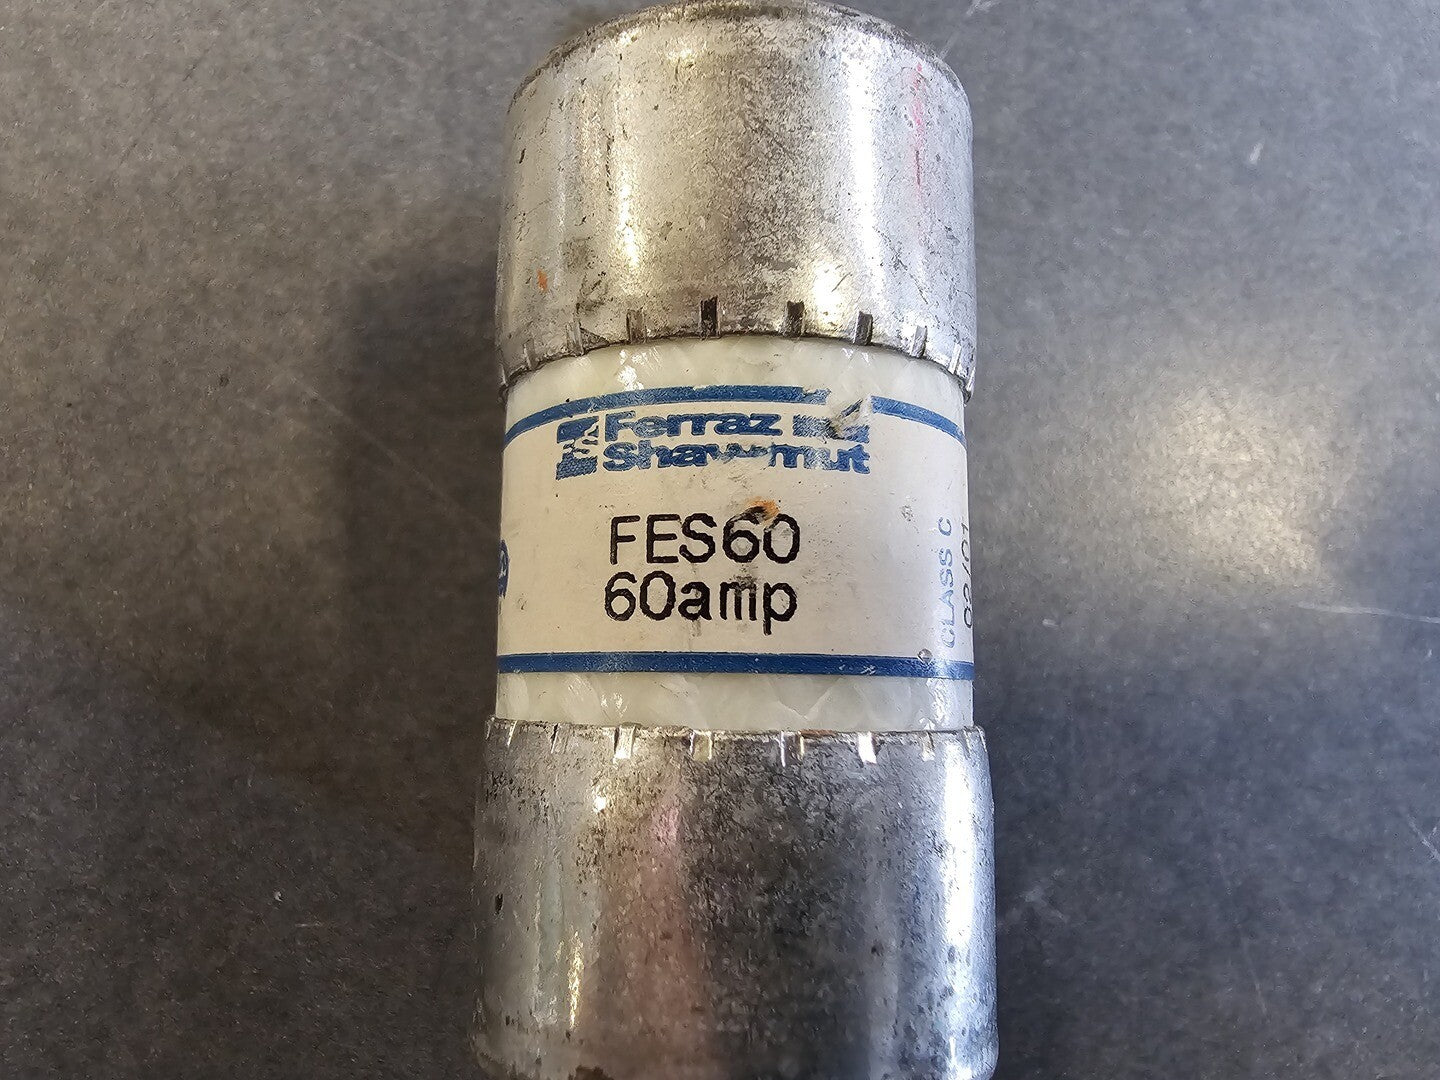 Ferraz
Shawmut
FES60
60amp
CLASS C